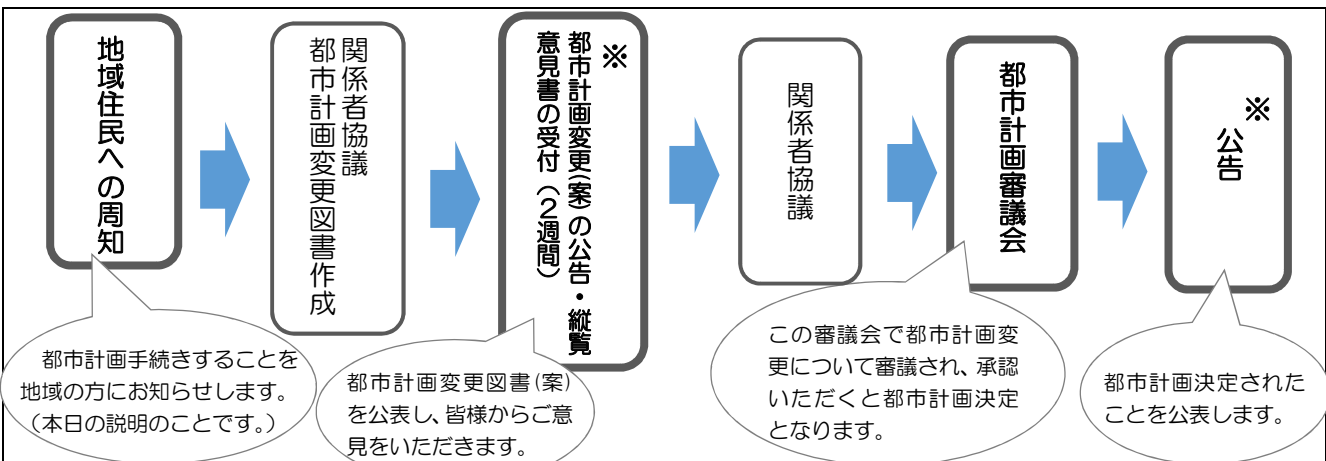 地域住民への周知
関係者協議
都市計画変更図書作成
※
都市計画変更(案)の公告・縦覧
意見書の受付（２週間）
関係者協議
都市計画審議会
※
公告
都市計画手続きすることを
地域の方にお知らせします。
（本日の説明のことです。）
都市計画変更図書(案)
を公表し、皆様からご意
見をいただきます。
この審議会で都市計画変
更について審議され、承認
いただくと都市計画決定
となります。
都市計画決定された
ことを公表します。